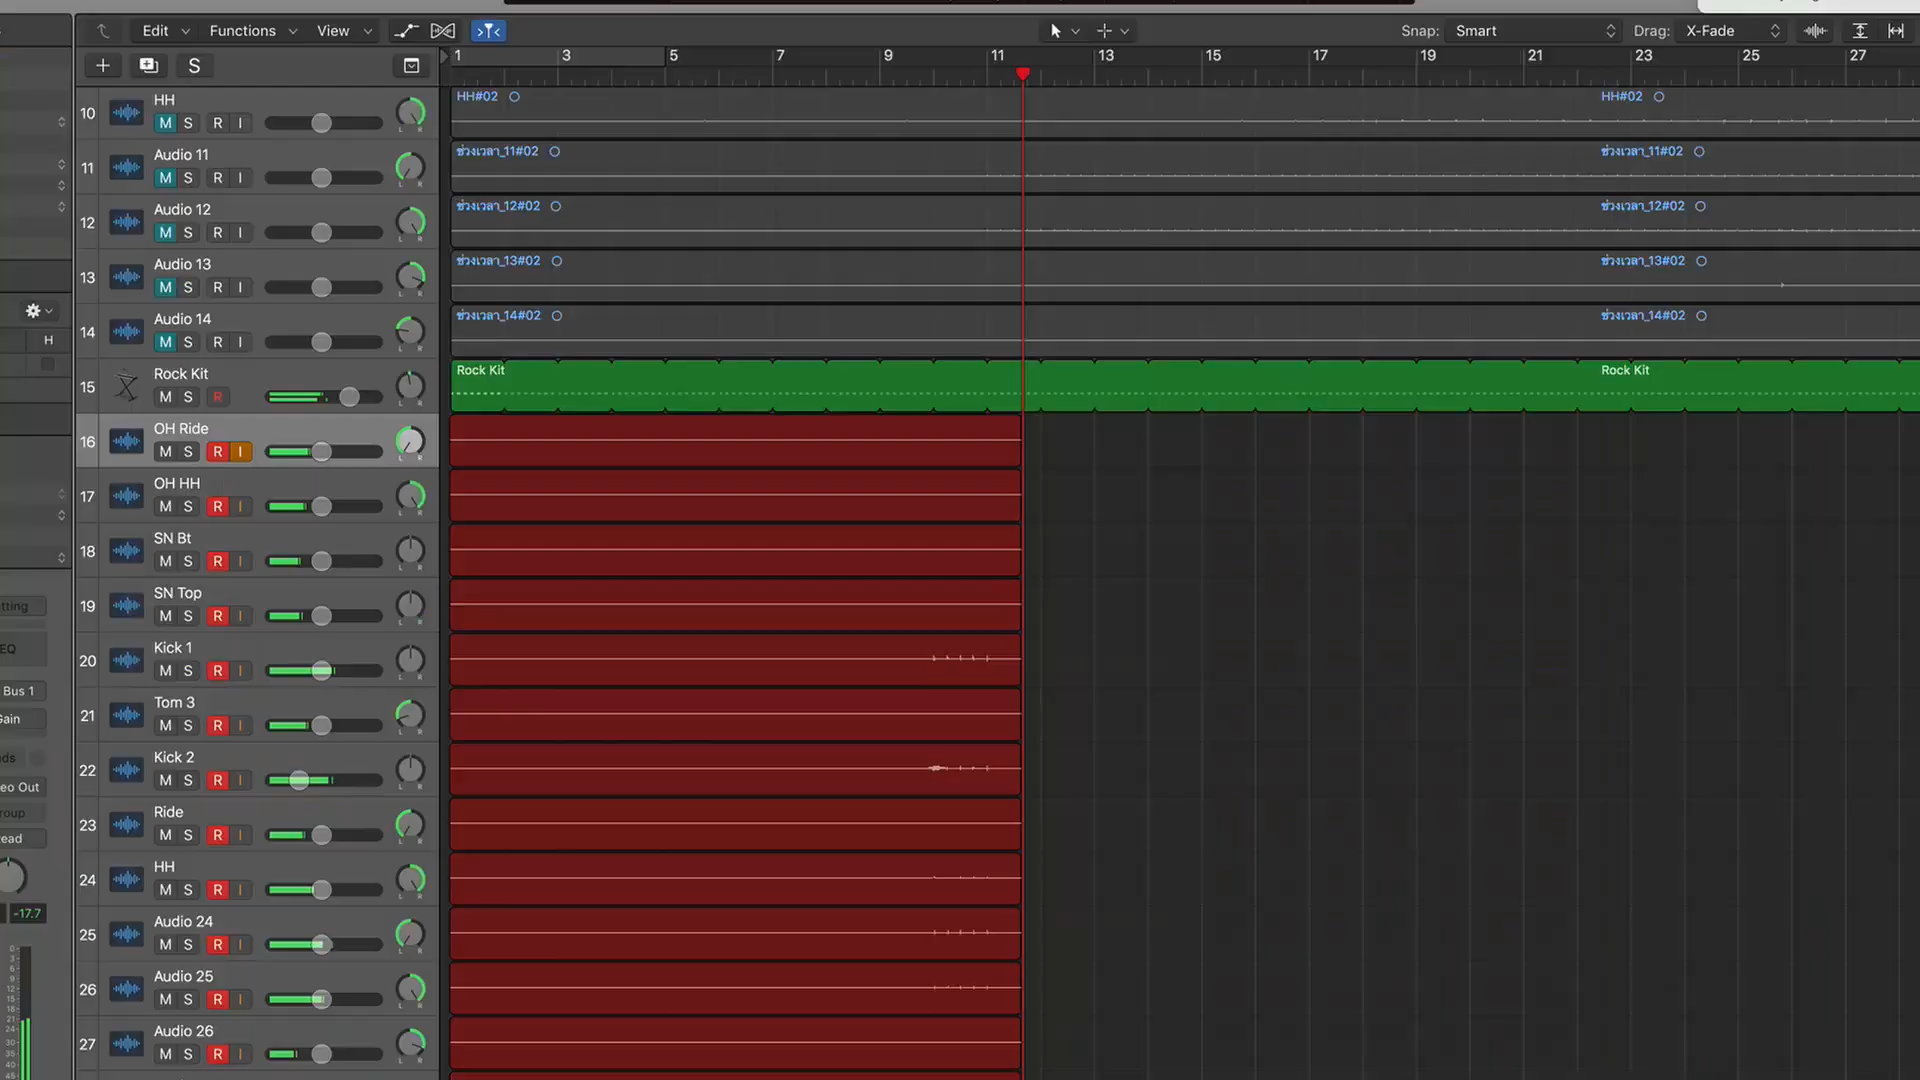 Edit Functions View Snap: Smart Drag: X-Fade
S 1 3 5 7 9 11 13 15 17 19 21 23 25 27
10 HH HH#02 HH#02
M S R I L R
11 Audio 11 ช่วงเวลา_11#02 ช่วงเวลา_11#02
M S R I L R
12 Audio 12 ช่วงเวลา_12#02 ช่วงเวลา_12#02
M S R I L R
13 Audio 13 ช่วงเวลา_13#02 ช่วงเวลา_13#02
M S R I L R
14 Audio 14 ช่วงเวลา_14#02 ช่วงเวลา_14#02
H M S R I L R
15 Rock Kit Rock Kit Rock Kit
M S R
16 OH Ride
M S R I L R
17 OH HH
M S R I L R
18 SN Bt
M S R I
19 SN Top
tting M S R I
20 Kick 1
EQ M S R I
21 Tom 3
Bus 1
Gain M S R I L R
22 Kick 2
ds M S R I
eo Out
23 Ride
roup
ead M S R I L R
24 HH
M S R I L R
25 Audio 24
-17.7 M S R I L R
26 Audio 25
M S R I L R
27 Audio 26
M S R I L R